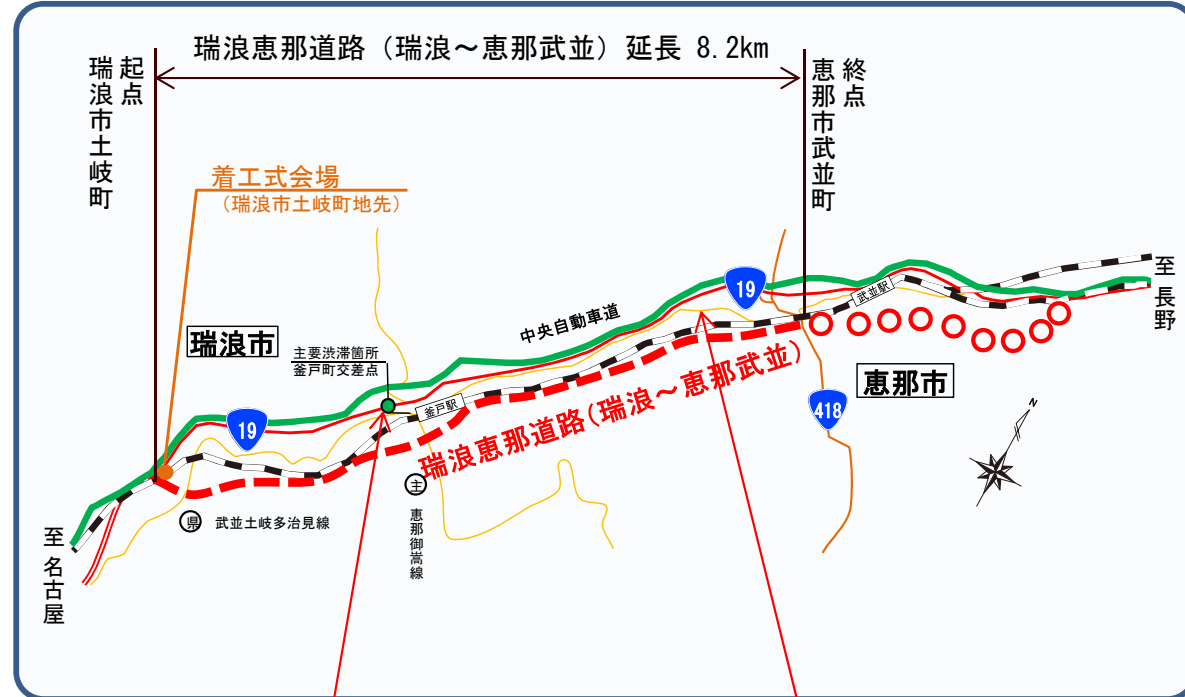 瑞浪恵那道路（瑞浪～恵那武並）延長 8.2km
起点
瑞浪市土岐町
終点
恵那市武並町
着工式会場
（瑞浪市土岐町地先）
至 長野
19
武並駅
中央自動車道
瑞浪市
主要渋滞箇所
釜戸町交差点
恵那市
釜戸駅
418
19
瑞浪恵那道路(瑞浪～恵那武並)
N
主
恵那御嵩線
県
武並土岐多治見線
至 名古屋